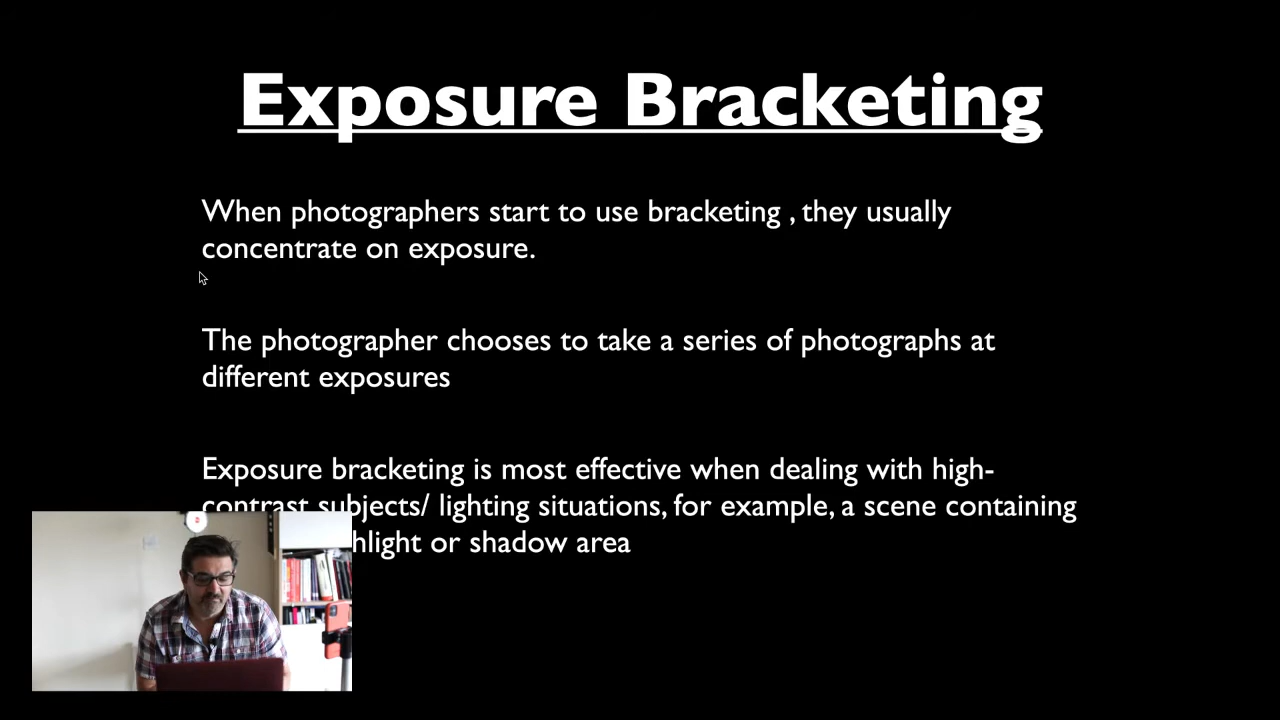 Exposure Bracketing
When photographers start to use bracketing , they usually
concentrate on exposure.
The photographer chooses to take a series of photographs at
different exposures
Exposure bracketing is most effective when dealing with high-
contrast subjects/ lighting situations, for example, a scene containing
hlight or shadow area